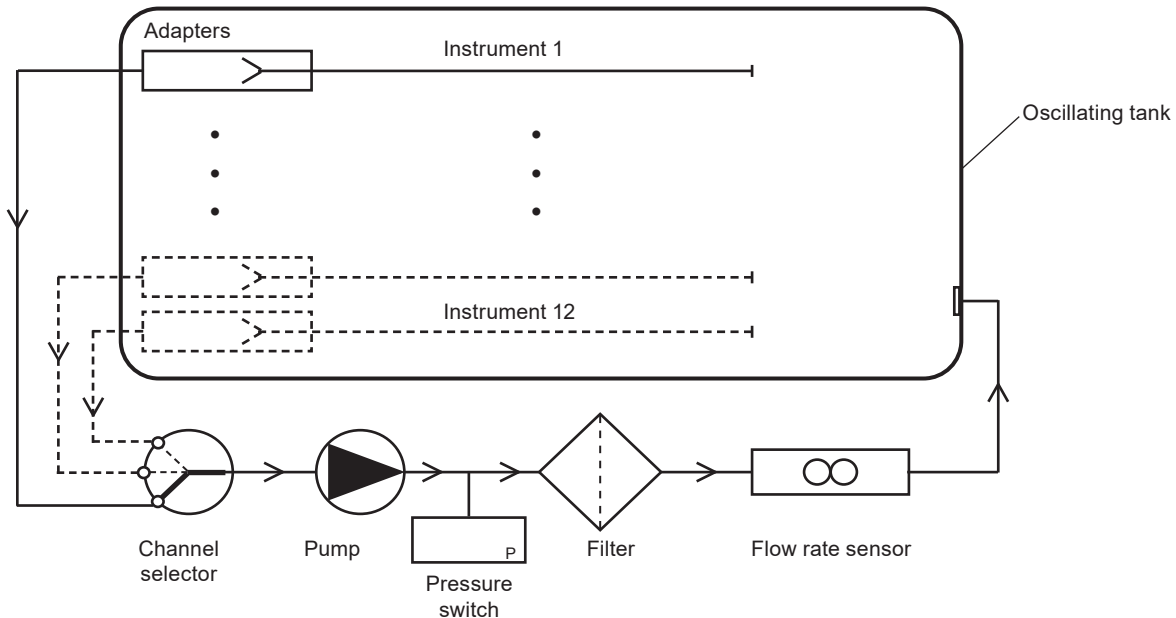 Adapters
Instrument 1
Oscillating tank
Instrument 12
P
Channel
selector
Pump
Pressure
switch
Filter
Flow rate sensor